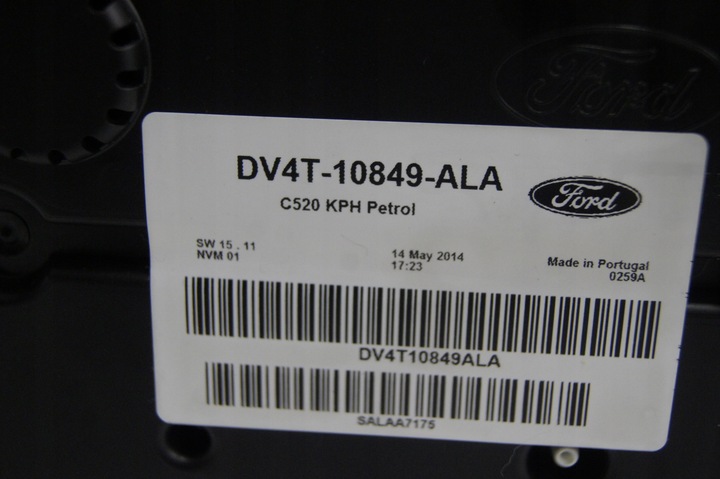 Ford
DV4T-10849-ALA
Ford
C520 KPH Petrol
SW 15 . 11
NVM 01
14 May 2014
17:23
Made in Portugal
0259A
DV4T10849ALA
SALAA7175